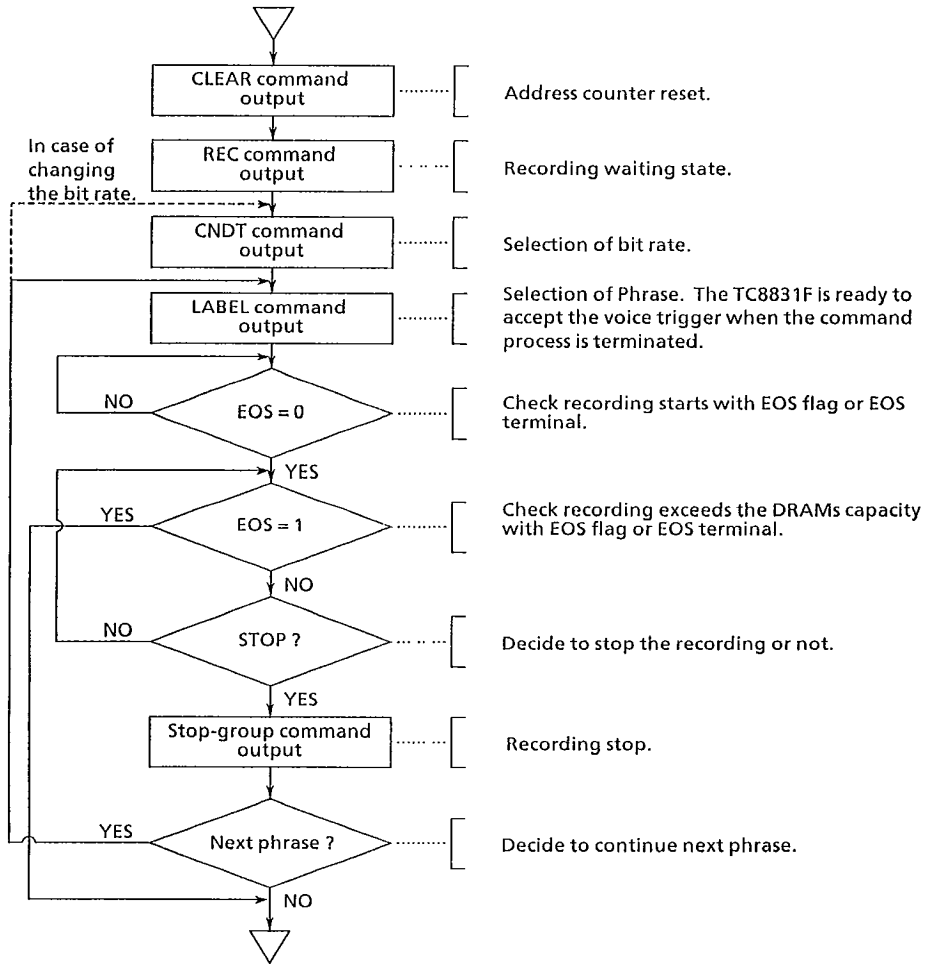 CLEAR command
output
Address counter reset.
In case of
changing
the bit rate.
REC command
output
Recording waiting state.
CNDT command
output
Selection of bit rate.
LABEL command
output
Selection of Phrase. The TC8831F is ready to
accept the voice trigger when the command
process is terminated.
NO
EOS = 0
Check recording starts with EOS flag or EOS
terminal.
YES
YES
EOS = 1
Check recording exceeds the DRAMs capacity
with EOS flag or EOS terminal.
NO
NO
STOP ?
Decide to stop the recording or not.
YES
Stop-group command
output
Recording stop.
YES
Next phrase ?
Decide to continue next phrase.
NO